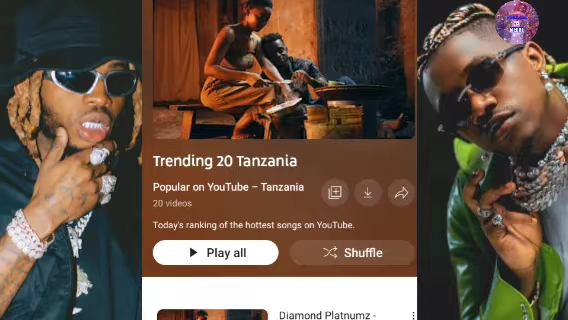 Trending 20 Tanzania
Popular on YouTube – Tanzania
20 videos
Today's ranking of the hottest songs on YouTube.
Play all
Shuffle
Diamond Platnumz -